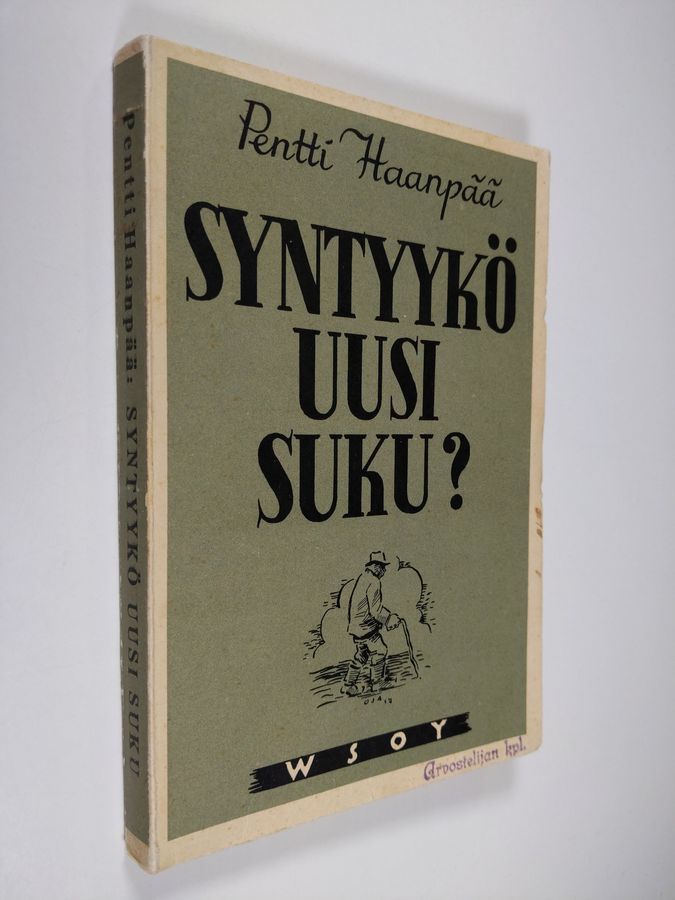 Pentti Haanpää
SYNTYYKÖ
UUSI
SUKU?
WSOY
Arvostelijan kpl.
Pentti Haanpää: SYNTYYKÖ UUSI SUKU